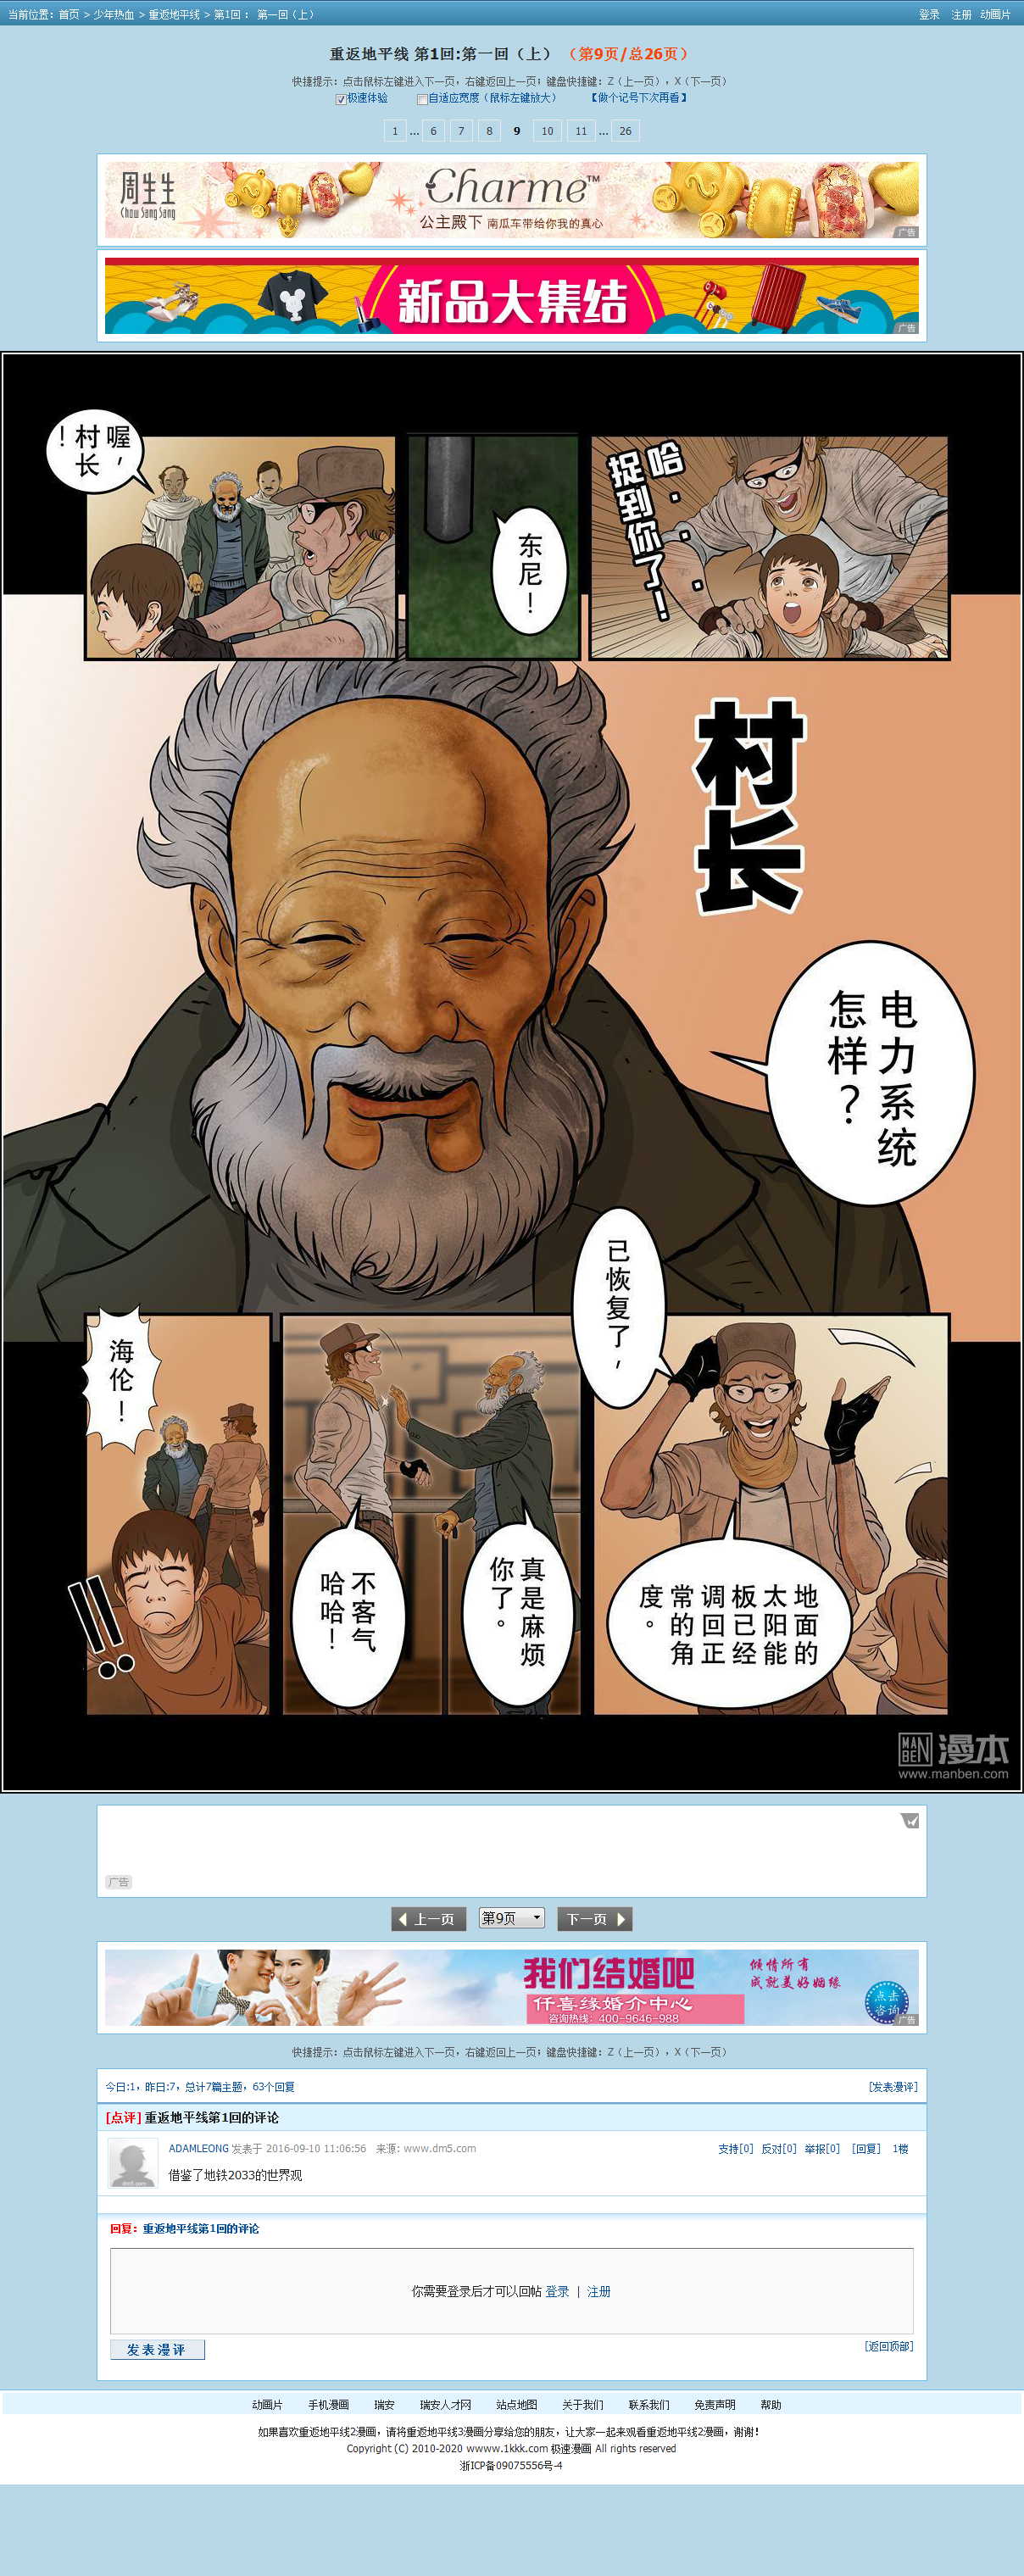 当前位置：首页 > 少年热血 > 重返地平线 > 第1回 ： 第一回（上）
登录 注册 动画片
重返地平线 第1回:第一回（上）（第9页/总26页）
快捷提示：点击鼠标左键进入下一页，右键返回上一页；键盘快捷键：Z（上一页），X（下一页）
极速体验 自适应宽度（鼠标左键放大） 【做个记号下次再看】
1 ... 6 7 8 9 10 11 ... 26
周生生
Chow Sang Sang
Charme™
公主殿下 南瓜车带给你我的真心
广告
新品大集结
广告
喔，
村长！
东尼！
哈．．．
捉到你了！
村长
电力系统
怎样？
已恢复了，
地面的
太阳能
板已经
调回正
常的角
度。
真是麻烦
你了。
不客气
哈哈！
海伦！
!!
MANBEN 漫本
www.manben.com
广告
上一页 第9页 下一页
我们结婚吧
仟喜缘婚介中心
咨询热线：400-9646-988
倾情所有
成就美好姻缘
点击
咨询
广告
快捷提示：点击鼠标左键进入下一页，右键返回上一页；键盘快捷键：Z（上一页），X（下一页）
今日:1，昨日:7，总计7篇主题，63个回复
[发表漫评]
[点评] 重返地平线第1回的评论
ADAMLEONG 发表于 2016-09-10 11:06:56 来源: www.dm5.com
支持[0] 反对[0] 举报[0] [回复] 1楼
dm5.com
借鉴了地铁2033的世界观
回复：重返地平线第1回的评论
你需要登录后才可以回帖 登录 | 注册
发表漫评
[返回顶部]
动画片 手机漫画 瑞安 瑞安人才网 站点地图 关于我们 联系我们 免责声明 帮助
如果喜欢重返地平线2漫画，请将重返地平线3漫画分享给您的朋友，让大家一起来观看重返地平线2漫画，谢谢！
Copyright (C) 2010-2020 wwww.1kkk.com 极速漫画 All rights reserved
浙ICP备09075556号-4